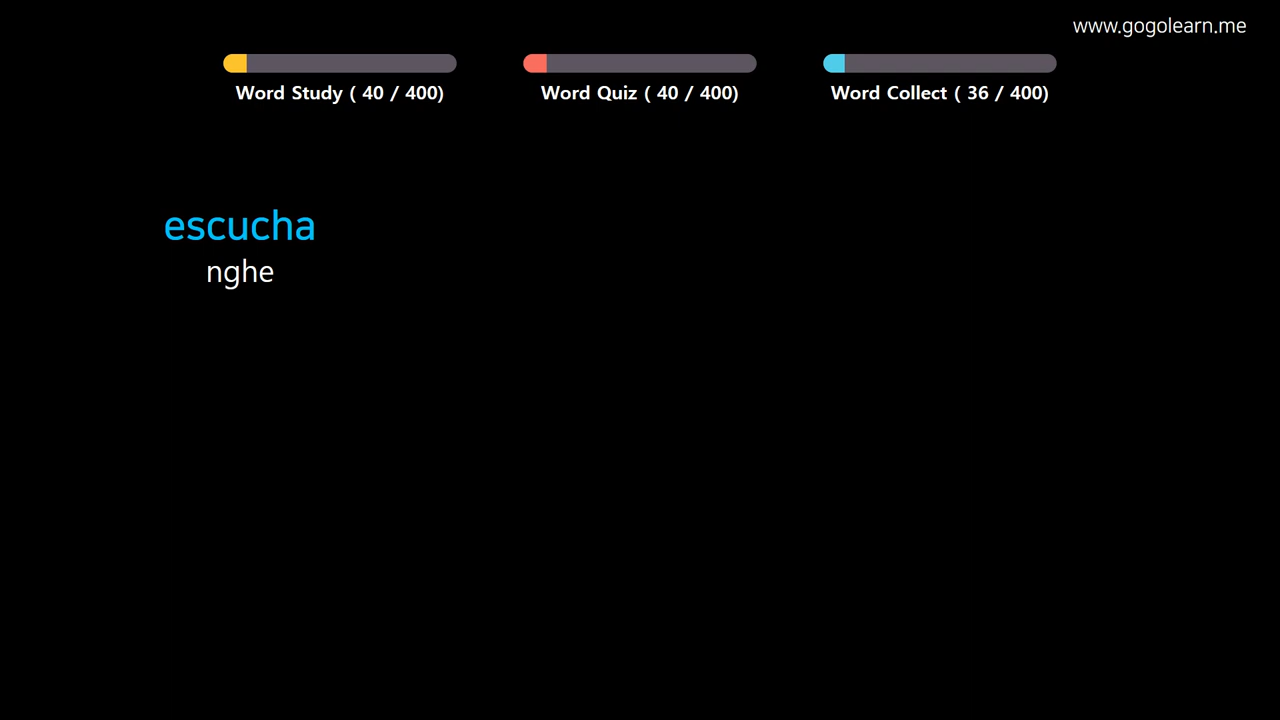 www.gogolearn.me
Word Study ( 40 / 400)
Word Quiz ( 40 / 400)
Word Collect ( 36 / 400)
escucha
nghe